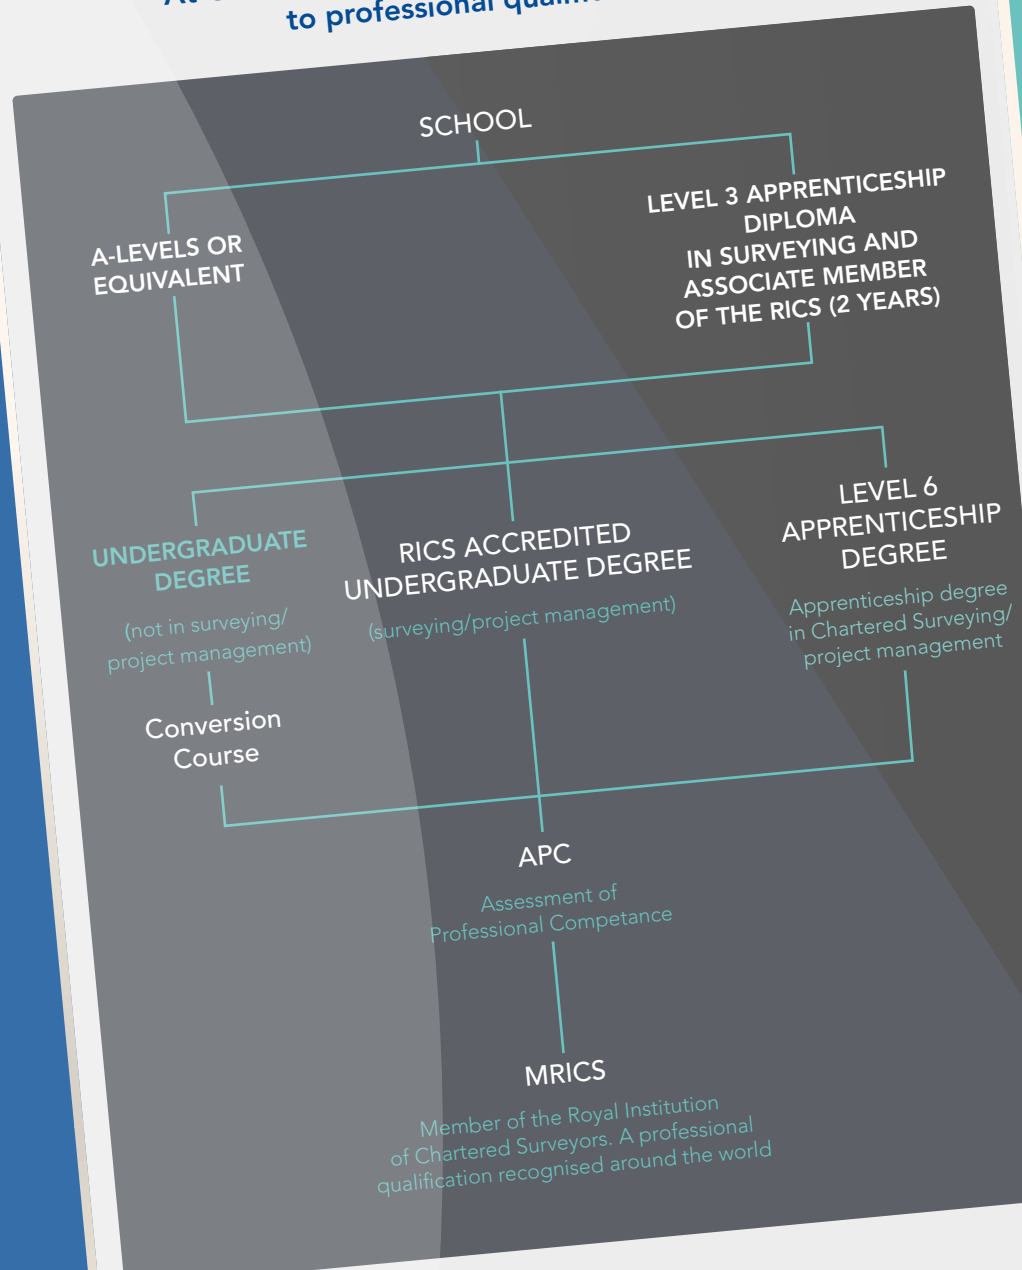 to professional
SCHOOL
A-LEVELS OR
EQUIVALENT
LEVEL 3 APPRENTICESHIP
DIPLOMA
IN SURVEYING AND
ASSOCIATE MEMBER
OF THE RICS (2 YEARS)
UNDERGRADUATE
DEGREE
(not in surveying/
project management)
Conversion
Course
RICS ACCREDITED
UNDERGRADUATE DEGREE
(surveying/project management)
LEVEL 6
APPRENTICESHIP
DEGREE
Apprenticeship degree
in Chartered Surveying/
project management
APC
Assessment of
Professional Competance
MRICS
Member of the Royal Institution
of Chartered Surveyors. A professional
qualification recognised around the world